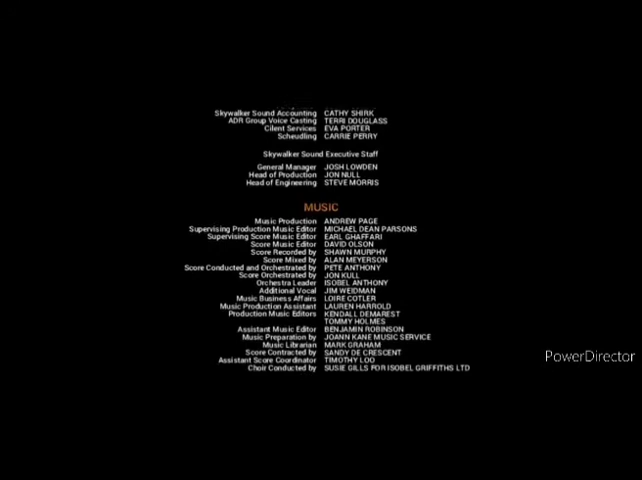 Skywalker Sound Accounting CATHY SHIRK
ADR Group Voice Casting TERRI DOUGLASS
Cilent Services EVA PORTER
Scheudling CARRIE PERRY
Skywalker Sound Executive Staff
General Manager JOSH LOWDEN
Head of Production JON NULL
Head of Engineering STEVE MORRIS
MUSIC
Music Production ANDREW PAGE
Supervising Production Music Editor MICHAEL DEAN PARSONS
Supervising Score Music Editor EARL GHAFFARI
Score Music Editor DAVID OLSON
Score Recorded by SHAWN MURPHY
Score Mixed by ALAN MEYERSON
Score Conducted and Orchestrated by PETE ANTHONY
Score Orchestrated by JON KULL
Orchestra Leader ISOBEL ANTHONY
Additional Vocal JIM WEIDMAN
Music Business Affairs LOIRE COTLER
Music Production Assistant LAUREN HARROLD
Production Music Editors KENDALL DEMAREST
TOMMY HOLMES
Assistant Music Editor BENJAMIN ROBINSON
Music Preparation by JOANN KANE MUSIC SERVICE
Music Librarian MARK GRAHAM
PowerDirector
Score Contracted by SANDY DE CRESCENT
Assistant Score Coordinator TIMOTHY LOO
Choir Conducted by SUSIE GILLS FOR ISOBEL GRIFFITHS LTD